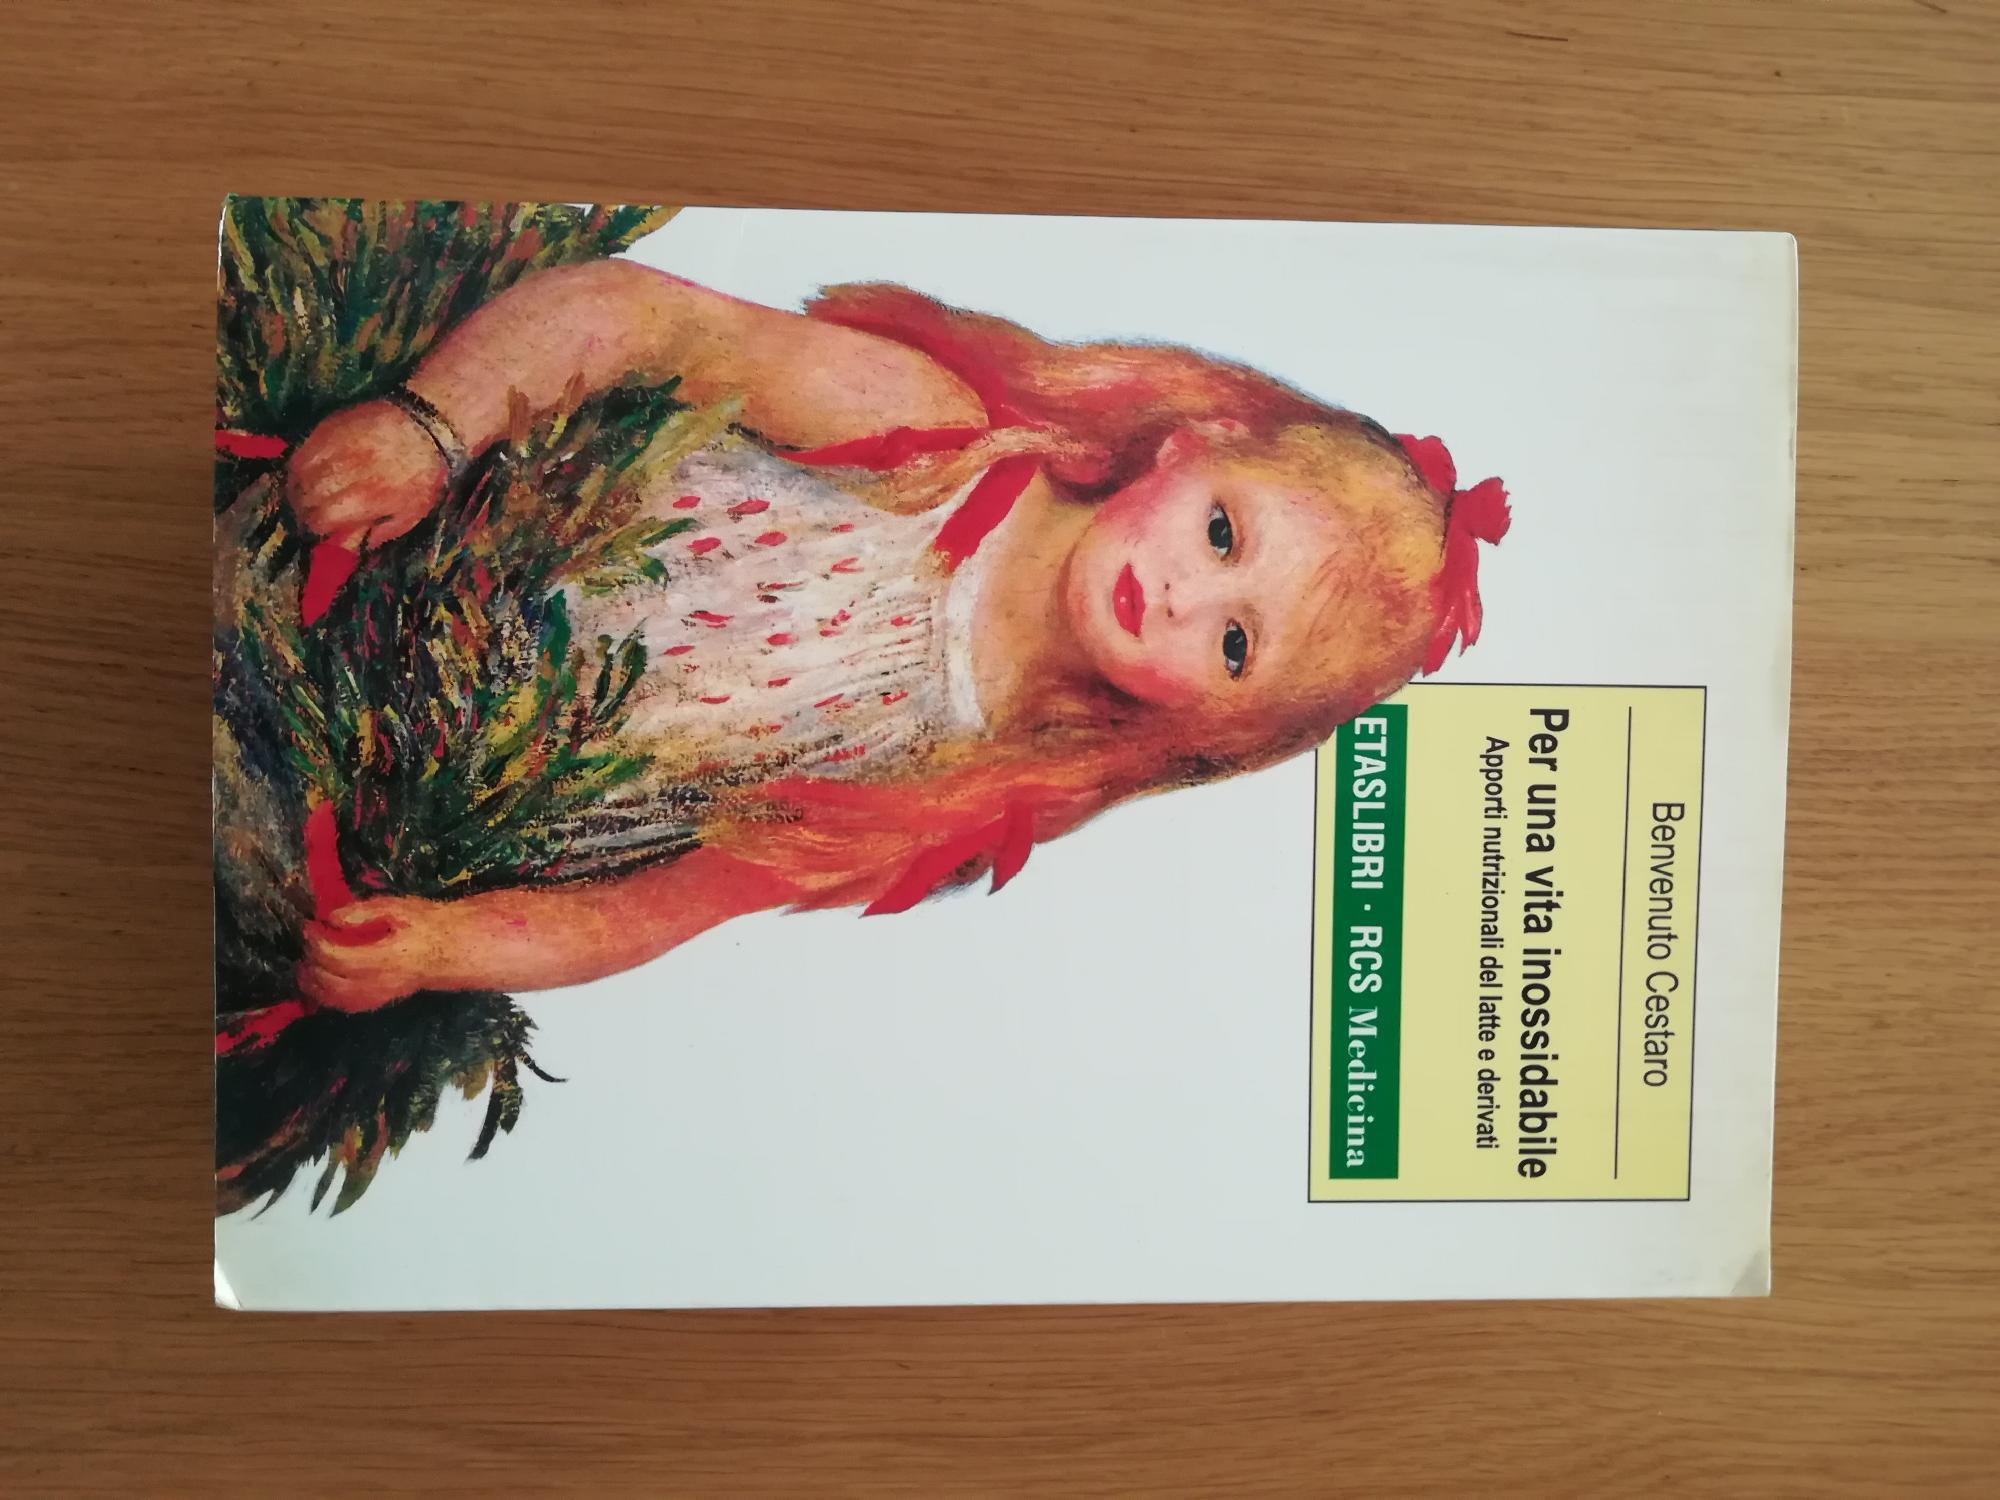 Benvenuto Cestaro
Per una vita inossidabile
Apporti nutrizionali del latte e derivati
ETASLIBRI · RCS Medicina